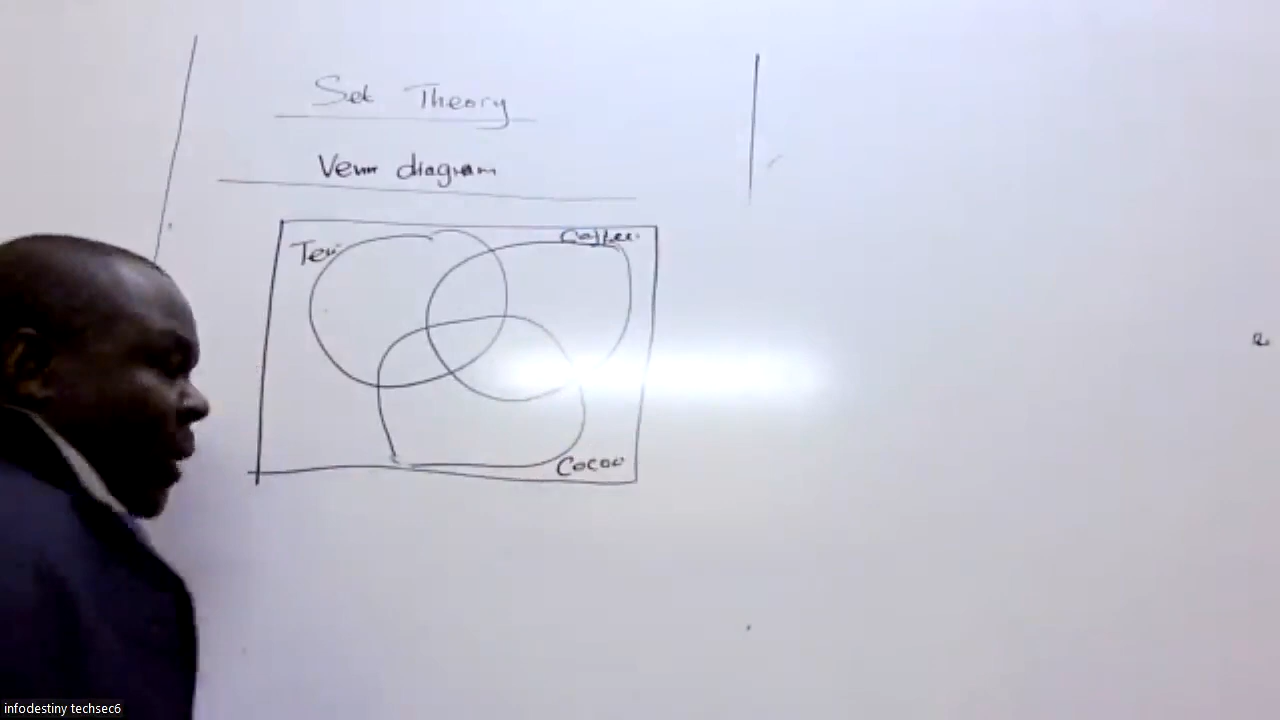 Set Theory
Venn diagram
Tea
Coffee
Cocoa
infodestiny techsec6